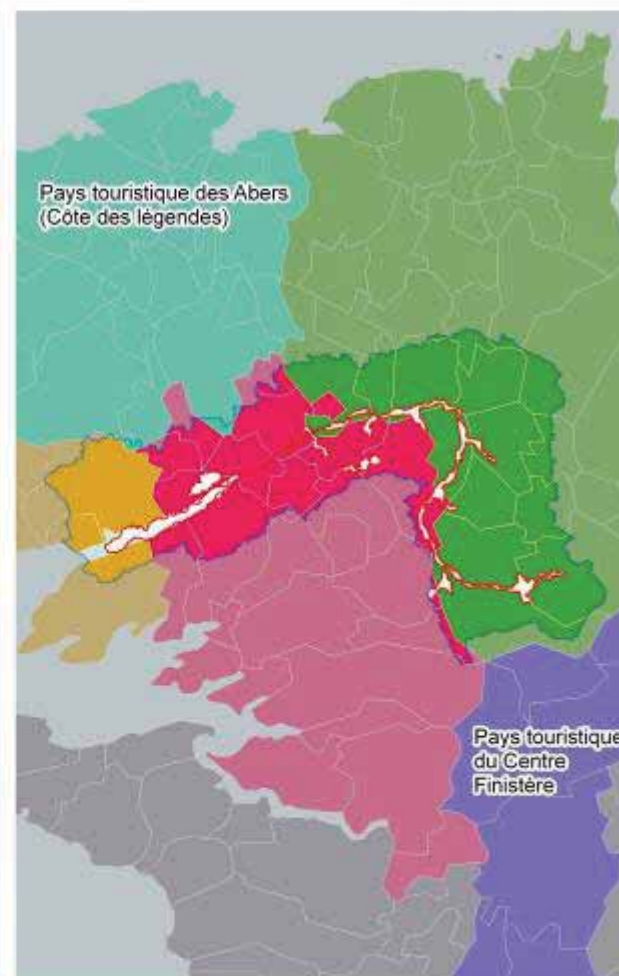 Pays touristique des Abers
(Côte des légendes)
Pays touristique
du Centre
Finistère